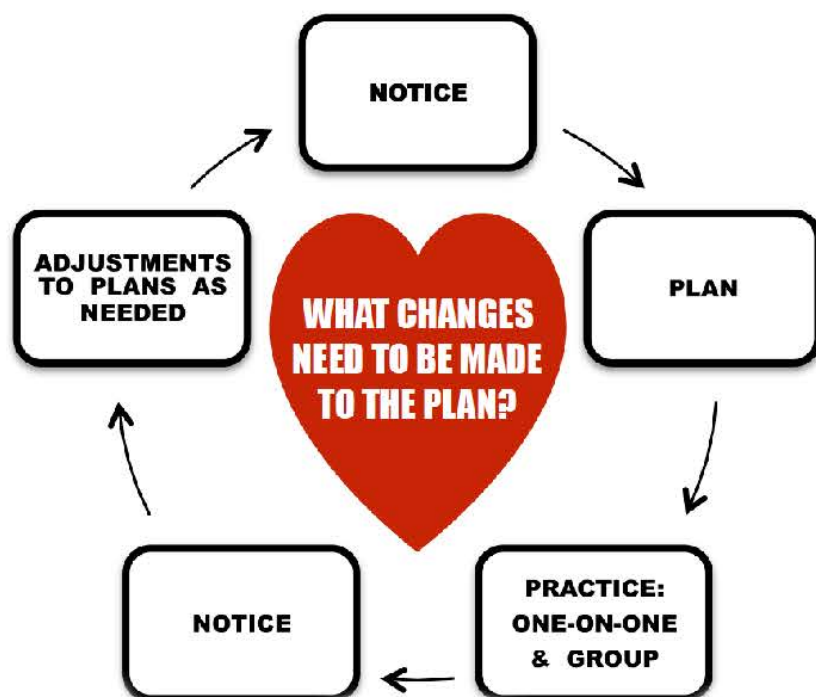 NOTICE
PLAN
PRACTICE:
ONE-ON-ONE
& GROUP
NOTICE
ADJUSTMENTS
TO PLANS AS
NEEDED
WHAT CHANGES
NEED TO BE MADE
TO THE PLAN?